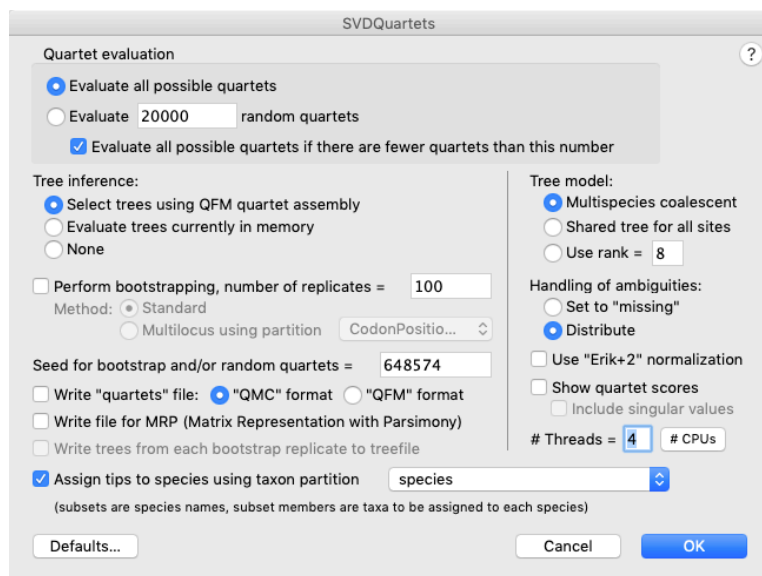 SVDQuartets
Quartet evaluation
?
Evaluate all possible quartets
Evaluate 20000 random quartets
Evaluate all possible quartets if there are fewer quartets than this number
Tree inference:
Select trees using QFM quartet assembly
Evaluate trees currently in memory
None
Perform bootstrapping, number of replicates = 100
Method: Standard
Multilocus using partition CodonPositio...
Seed for bootstrap and/or random quartets = 648574
Write "quartets" file: "QMC" format "QFM" format
Write file for MRP (Matrix Representation with Parsimony)
Write trees from each bootstrap replicate to treefile
Tree model:
Multispecies coalescent
Shared tree for all sites
Use rank = 8
Handling of ambiguities:
Set to "missing"
Distribute
Use "Erik+2" normalization
Show quartet scores
Include singular values
# Threads = 4 # CPUs
Assign tips to species using taxon partition species
(subsets are species names, subset members are taxa to be assigned to each species)
Defaults... Cancel OK